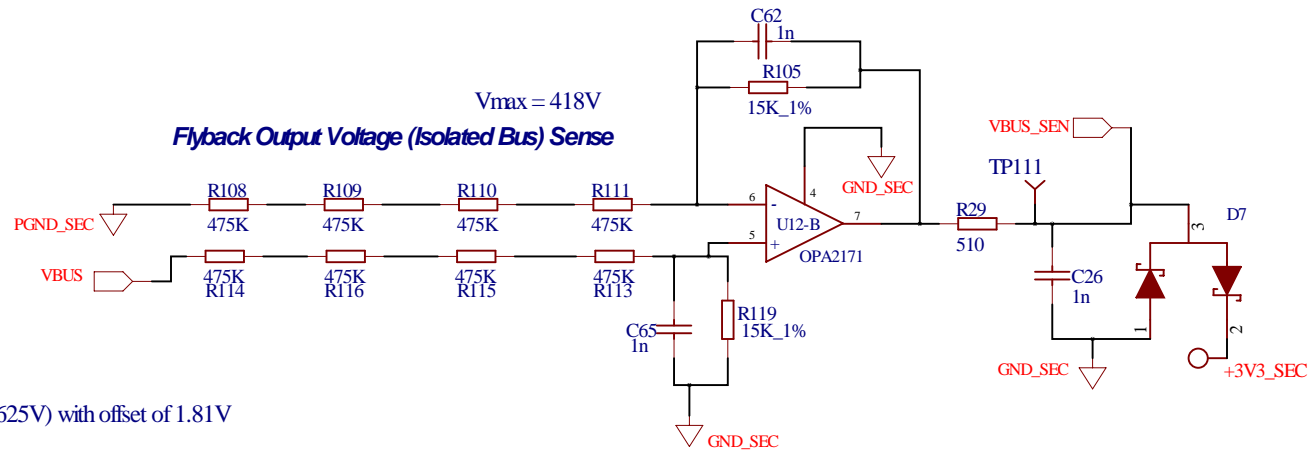 C62
1n
R105
15K_1%
Vmax = 418V
Flyback Output Voltage (Isolated Bus) Sense
VBUS_SEN
TP111
GND_SEC
R108
R109
R110
R111
475K
475K
475K
475K
PGND_SEC
6
-
4
U12-B
7
5
+
OPA2171
R29
510
3
D7
VBUS
475K
475K
475K
475K
R114
R116
R115
R113
C65
1n
R119
15K_1%
C26
1n
1
2
GND_SEC
+3V3_SEC
625V) with offset of 1.81V
GND_SEC